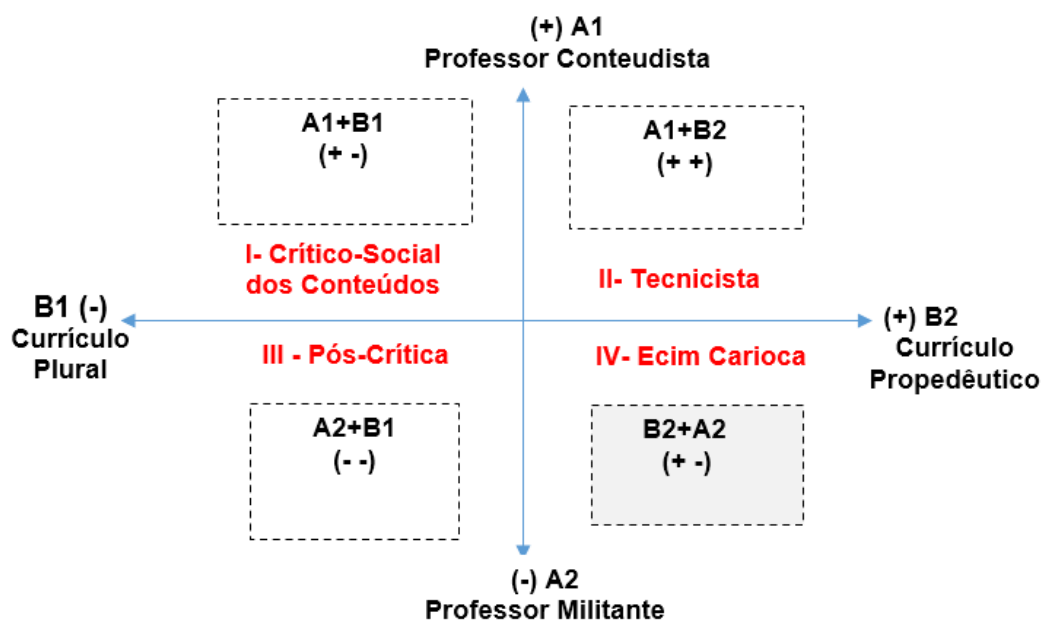 (+) A1
Professor Conteudista
A1+B1
(+ -)
A1+B2
(+ +)
I- Crítico-Social
dos Conteúdos
II- Tecnicista
B1 (-)
Currículo
Plural
(+) B2
Currículo
Propedêutico
III - Pós-Crítica
IV- Ecim Carioca
A2+B1
(- -)
B2+A2
(+ -)
(-) A2
Professor Militante